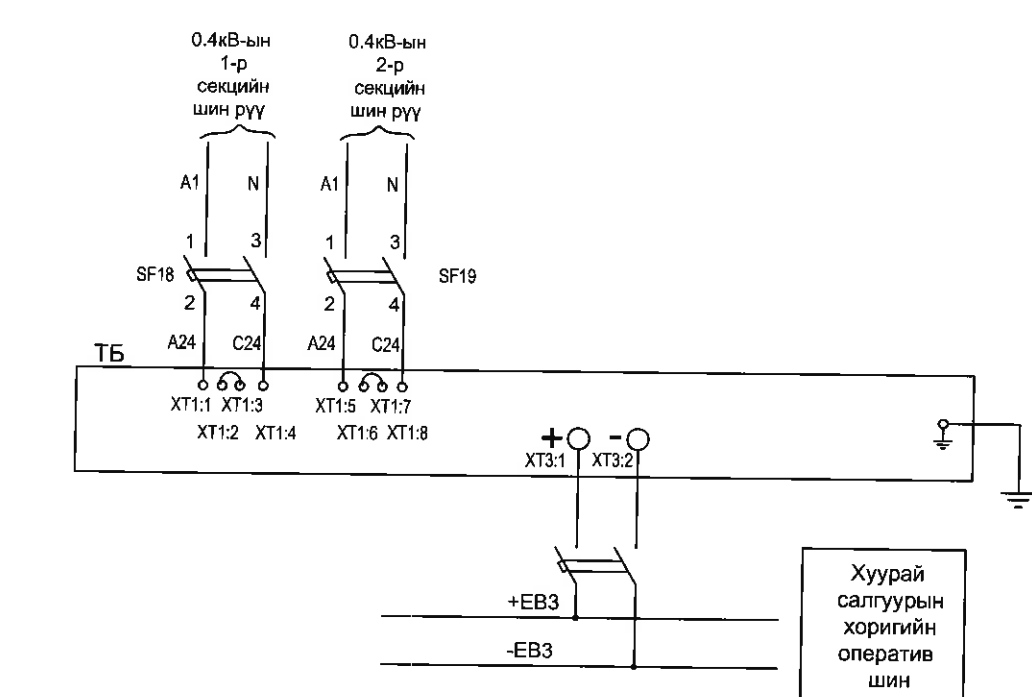 0.4кВ-ын
1-р
секцийн
шин рүү
0.4кВ-ын
2-р
секцийн
шин рүү
A1 N A1 N
1 3 1 3
SF18 SF19
2 4 2 4
A24 C24 A24 C24
ТБ
XT1:1 XT1:3 XT1:5 XT1:7
XT1:2 XT1:4 XT1:6 XT1:8
+ -
XT3:1 XT3:2
+EB3
-EB3
Хуурай
салгуурын
хоригийн
оператив
шин